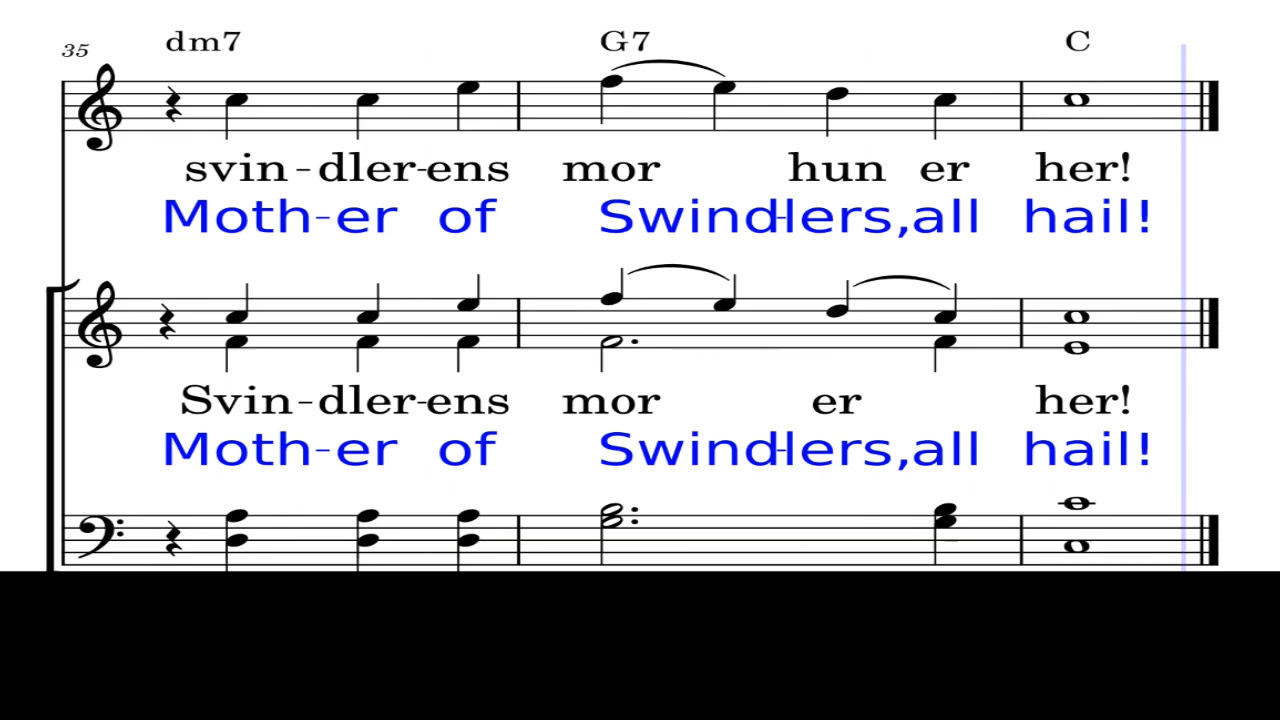 dm7 G7 C
35
svin-dler-ens mor hun er her!
Moth-er of Swind-lers, all hail!
Svin-dler-ens mor er her!
Moth-er of Swind-lers, all hail!